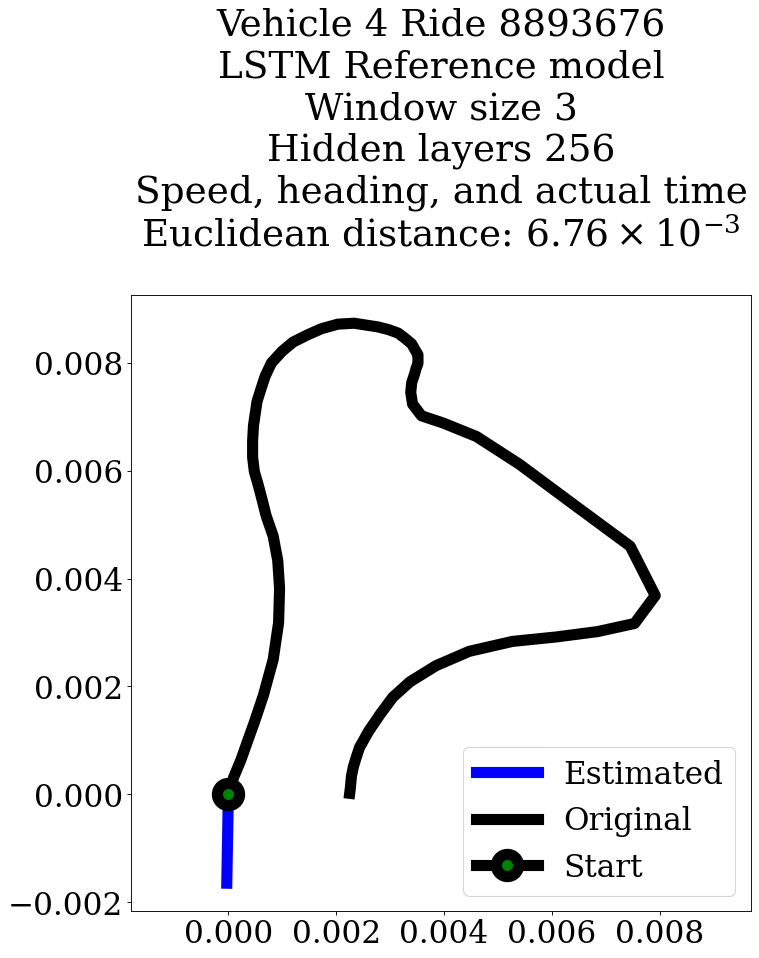 Vehicle 4 Ride 8893676
LSTM Reference model
Window size 3
Hidden layers 256
Speed, heading, and actual time
Euclidean distance: 6.76 × 10⁻³
0.008
0.006
0.004
0.002
0.000
−0.002
Estimated
Original
Start
0.000 0.002 0.004 0.006 0.008